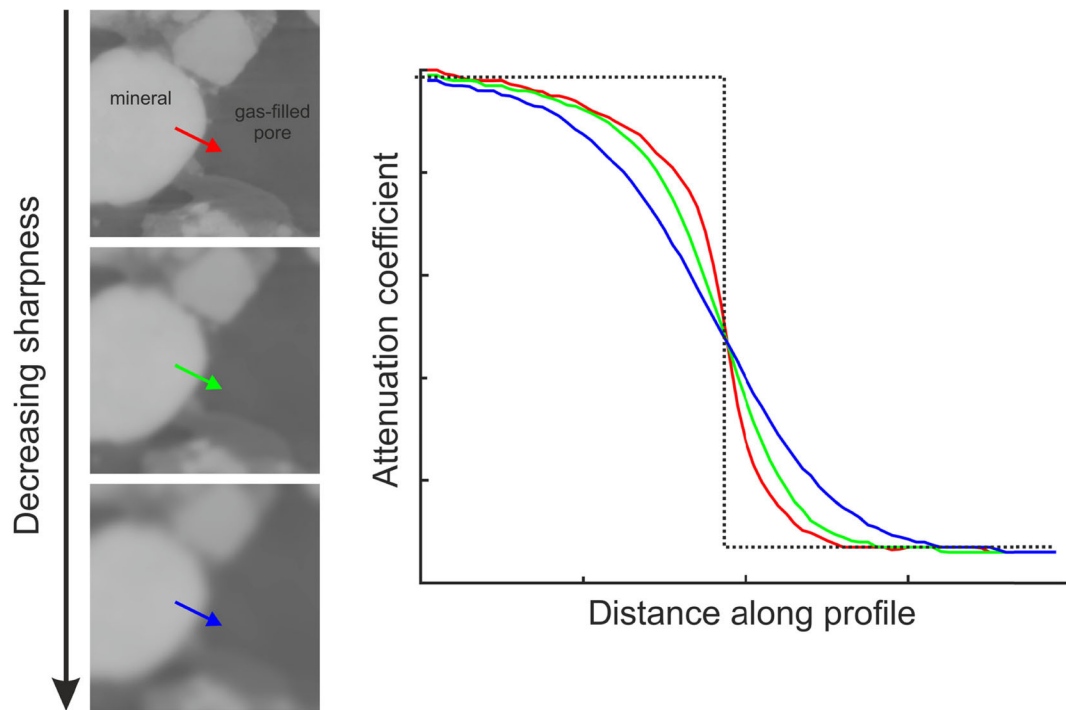 Decreasing sharpness
mineral
gas-filled
pore
Attenuation coefficient
Distance along profile